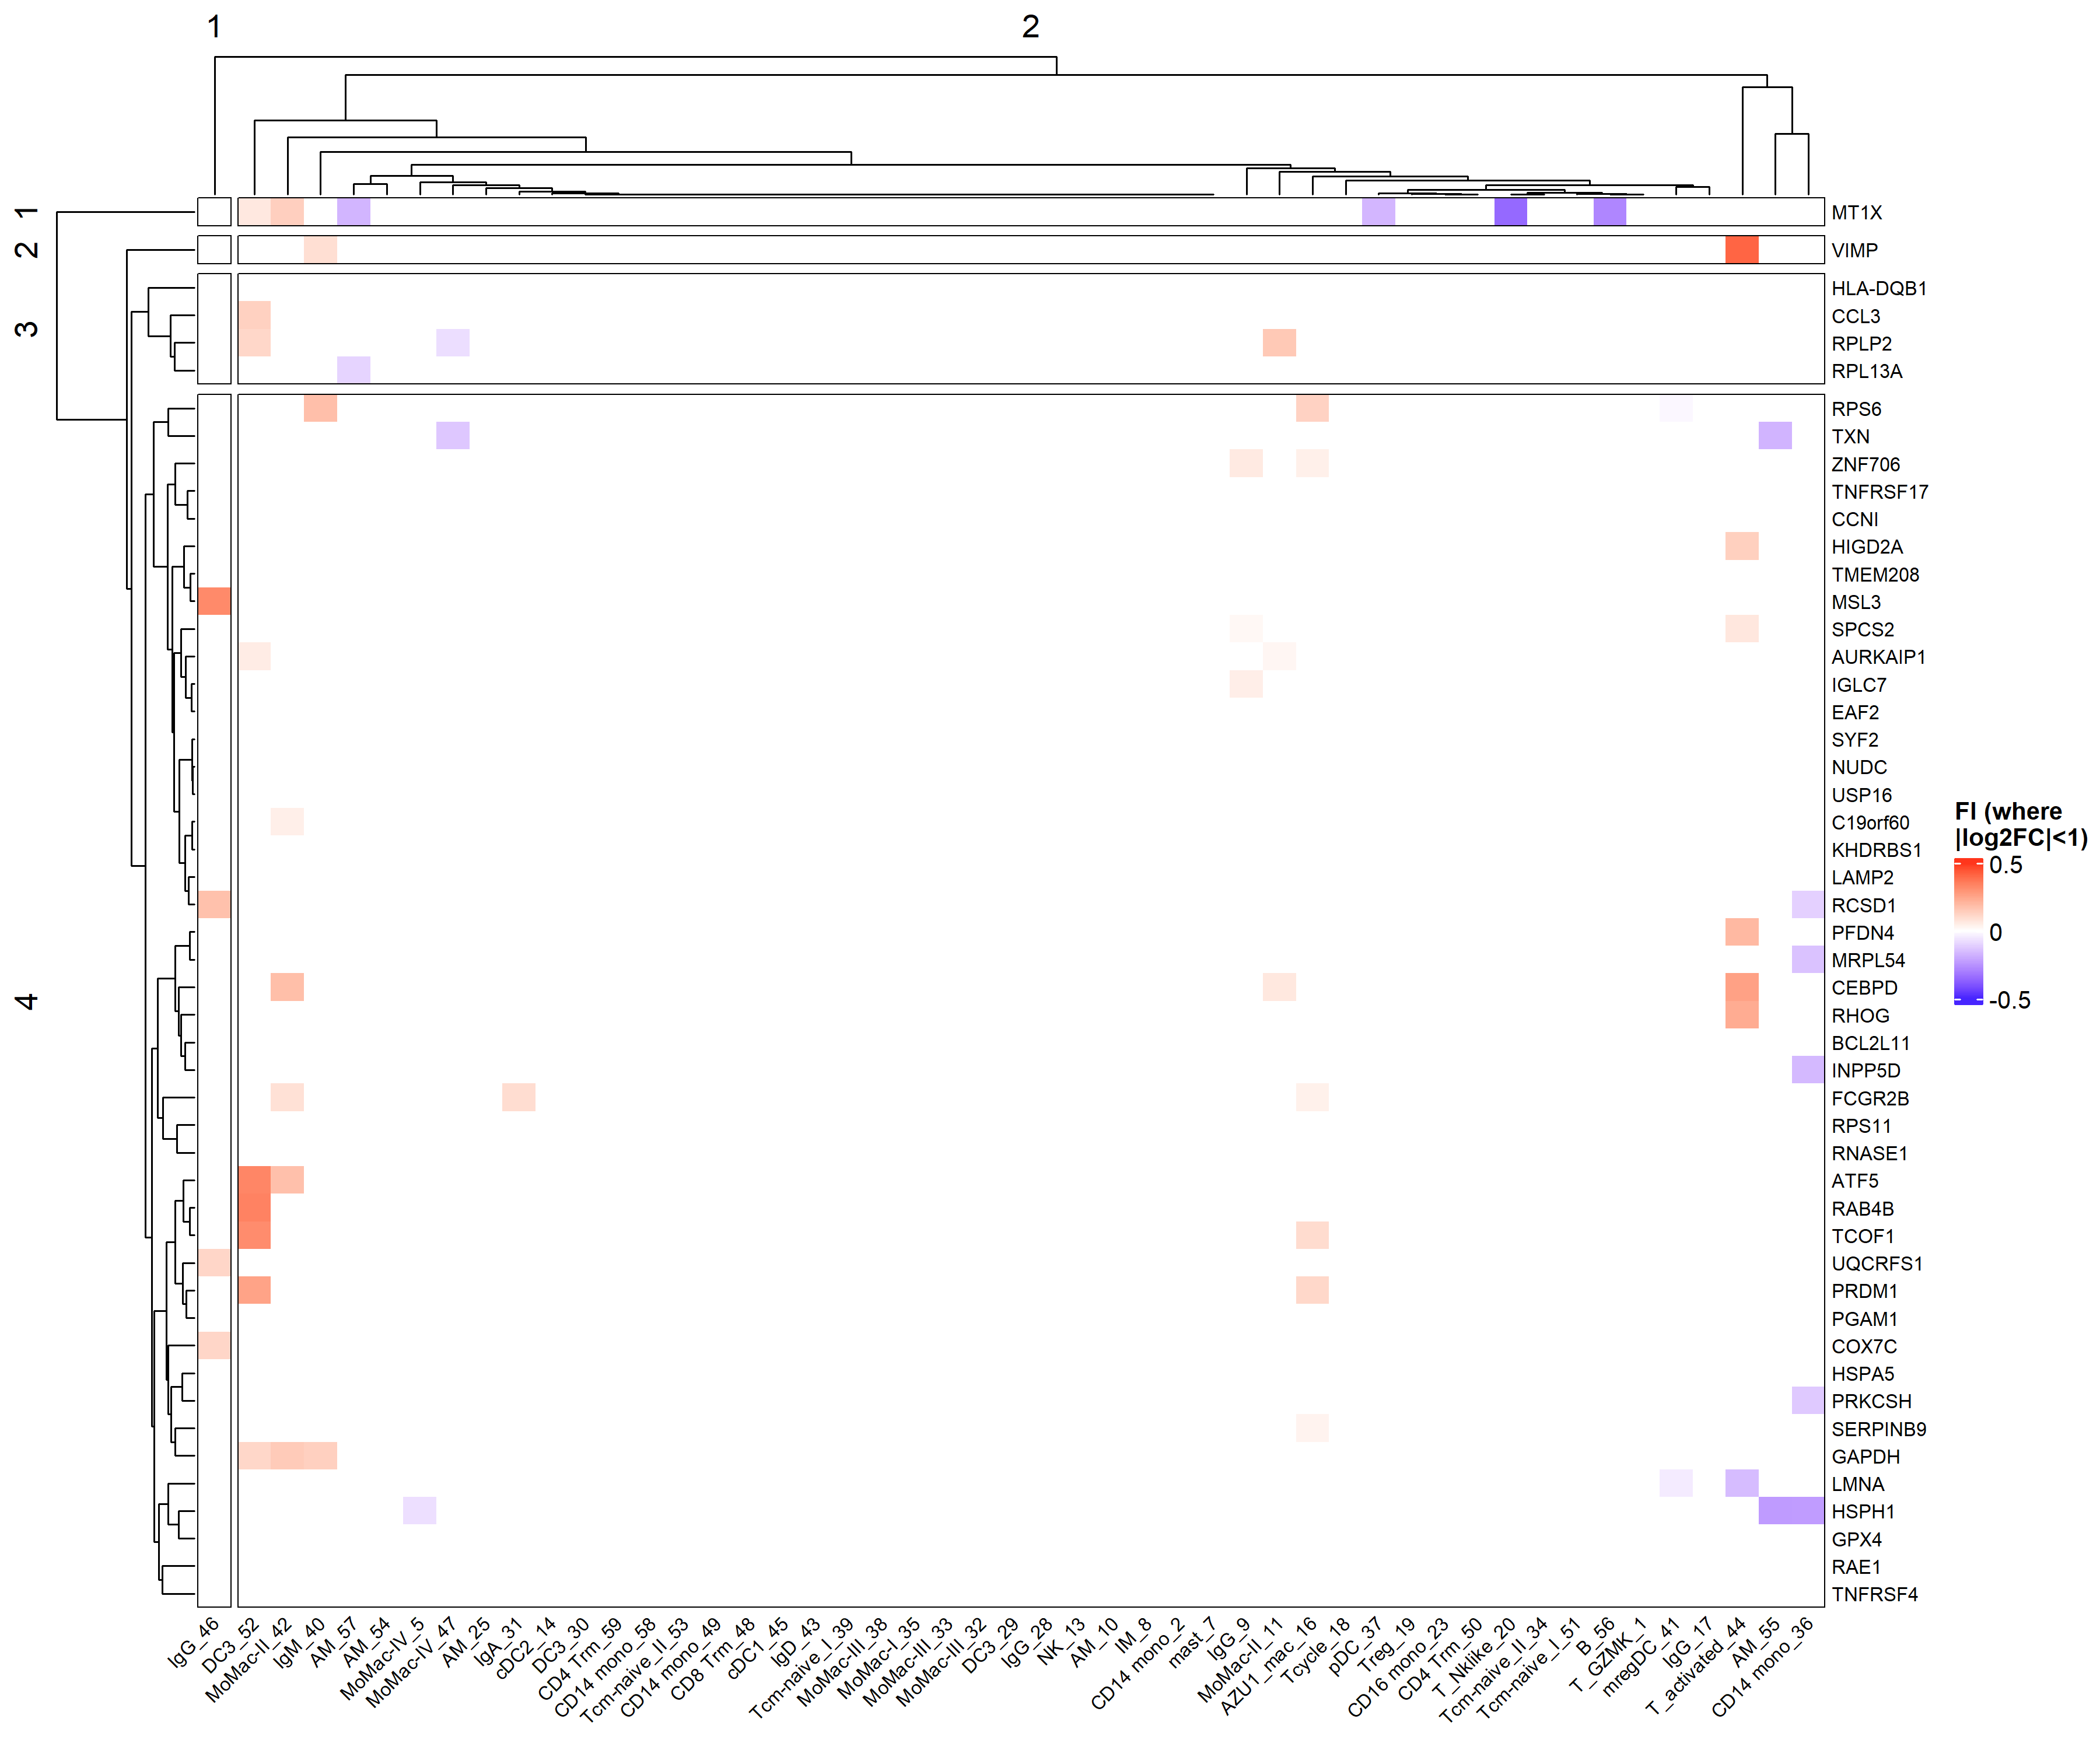 1
2
1
2
3
4
MT1X
VIMP
HLA-DQB1
CCL3
RPLP2
RPL13A
RPS6
TXN
ZNF706
TNFRSF17
CCNI
HIGD2A
TMEM208
MSL3
SPCS2
AURKAIP1
IGLC7
EAF2
SYF2
NUDC
USP16
C19orf60
KHDRBS1
LAMP2
RCSD1
PFDN4
MRPL54
CEBPD
RHOG
BCL2L11
INPP5D
FCGR2B
RPS11
RNASE1
ATF5
RAB4B
TCOF1
UQCRFS1
PRDM1
PGAM1
COX7C
HSPA5
PRKCSH
SERPINB9
GAPDH
LMNA
HSPH1
GPX4
RAE1
TNFRSF4
FI (where
|log2FC|<1)
0.5
0
-0.5
IgG_46
DC3_52
MoMac-II_42
IgM_40
AM_57
AM_54
MoMac-IV_5
MoMac-IV_47
AM_25
IgA_31
cDC2_14
DC3_30
CD4 Trm_59
CD14 mono_58
Tcm-naive_II_53
CD14 mono_49
CD8 Trm_48
cDC1_45
IgD_43
Tcm-naive_I_39
MoMac-III_38
MoMac-I_35
MoMac-III_33
MoMac-III_32
DC3_29
IgG_28
NK_13
AM_10
IM_8
CD14 mono_2
mast_7
IgG_9
MoMac-II_11
AZU1_mac_16
Tcycle_18
pDC_37
Treg_19
CD16 mono_23
CD4 Trm_50
T_Nklike_20
Tcm-naive_II_34
Tcm-naive_I_51
B_56
T_GZMK_1
mregDC_41
IgG_17
T_activated_44
AM_55
CD14 mono_36